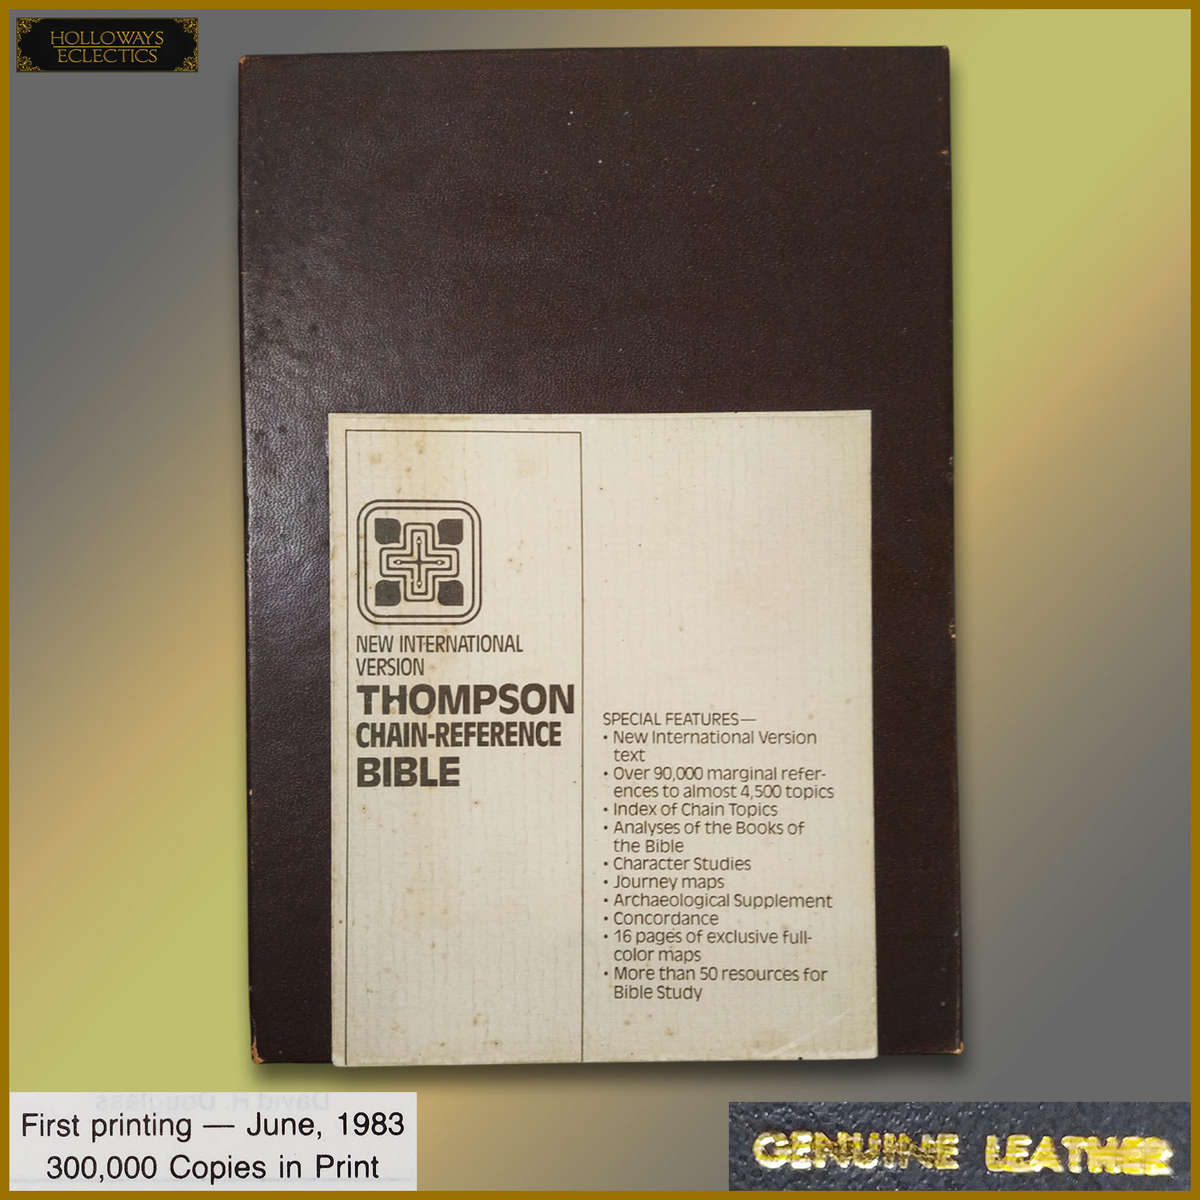 HOLLOWAYS
ECLECTICS
NEW INTERNATIONAL
VERSION
THOMPSON
CHAIN-REFERENCE
BIBLE
SPECIAL FEATURES—
• New International Version
text
• Over 90,000 marginal refer-
ences to almost 4,500 topics
• Index of Chain Topics
• Analyses of the Books of
the Bible
• Character Studies
• Journey maps
• Archaeological Supplement
• Concordance
• 16 pages of exclusive full-
color maps
• More than 50 resources for
Bible Study
David R. Douglass
First printing — June, 1983
300,000 Copies in Print
GENUINE LEATHER